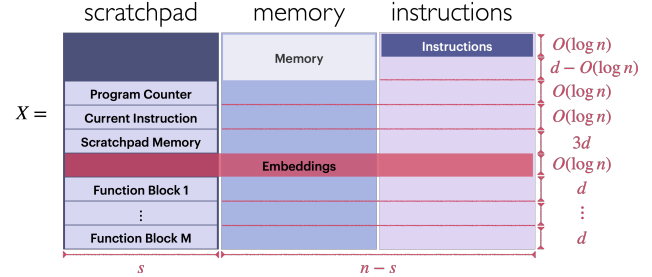 scratchpad memory instructions
Instructions O(log n)
Memory
d − O(log n)
Program Counter O(log n)
X =
Current Instruction O(log n)
Scratchpad Memory 3d
Embeddings O(log n)
Function Block 1 d
⋮ ⋮
Function Block M d
s n − s